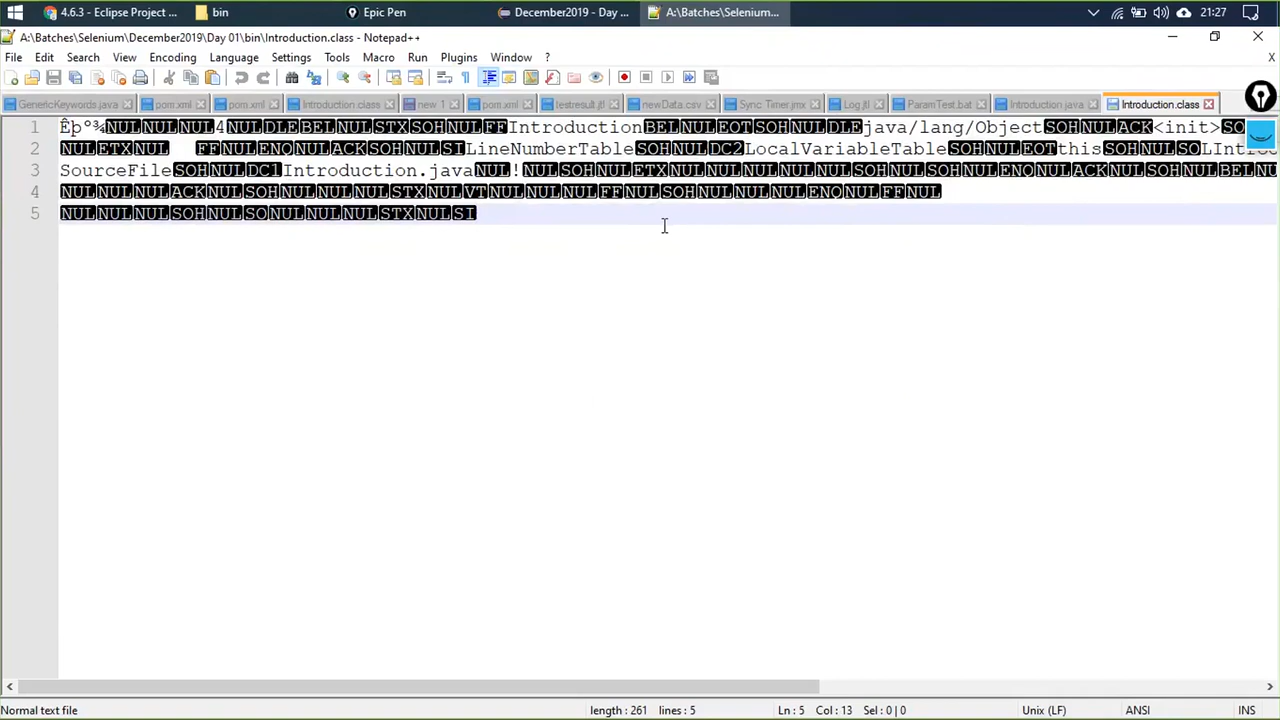 4.6.3 - Eclipse Project ...
bin
Epic Pen
December2019 - Day ...
A:\Batches\Selenium...
21:27
A:\Batches\Selenium\December2019\Day 01\bin\Introduction.class - Notepad++
File Edit Search View Encoding Language Settings Tools Macro Run Plugins Window ? X
GenericKeywords.java pom.xml pom.xml Introduction.class new 1 pom.xml testresult.jtl newData.csv Sync Timer.jmx Log.jtl ParamTest.bat Introduction.java Introduction.class
1 Êþº¾NULNULNUL4NULDLEBELNULSTXSOHNULFFIntroductionBELNULEOTSOHNULDLEjava/lang/ObjectSOHNULACK<init>SO
2 NULETXNUL FFNULENQNULACKSOHNULSILineNumberTableSOHNULDC2LocalVariableTableSOHNULEOTthisSOHNULSOLIntro
3 SourceFileSOHNULDC1Introduction.javaNUL!NULSOHNULETXNULNULNULNULNULSOHNULSOHNULENQNULACKNULSOHNULBELNU
4 NULNULNULACKNULSOHNULNULNULSTXNULVTNULNULNULFFNULSOHNULNULNULENQNULFFNUL
5 NULNULNULSOHNULSONULNULNULSTXNULSI
Normal text file length : 261 lines : 5 Ln : 5 Col : 13 Sel : 0 | 0 Unix (LF) ANSI INS